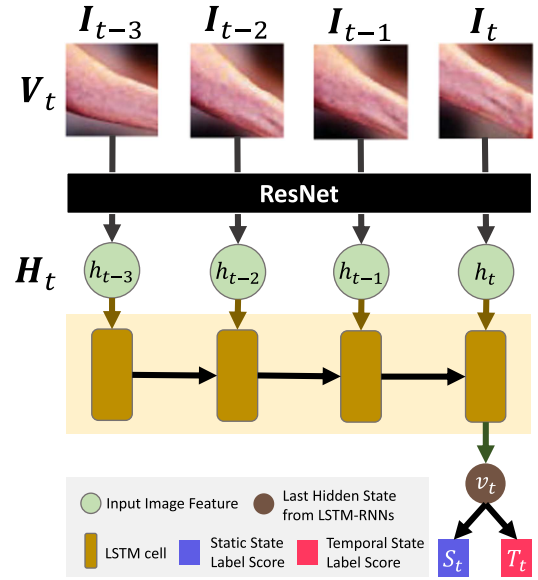 I_{t-3} I_{t-2} I_{t-1} I_t
V_t
ResNet
H_t h_{t-3} h_{t-2} h_{t-1} h_t
v_t
Input Image Feature
Last Hidden State
from LSTM-RNNs
LSTM cell
Static State
Label Score
Temporal State
Label Score
S_t T_t